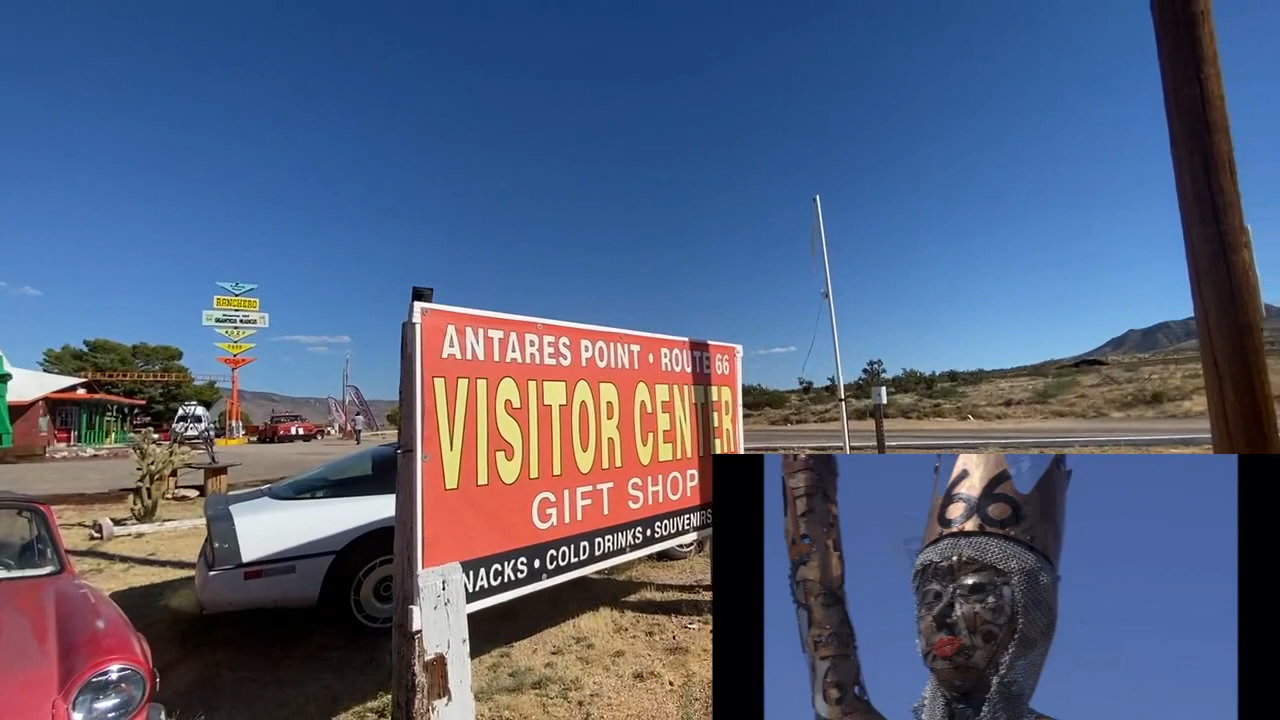 RANCHERO
ANTARES POINT • ROUTE 66
VISITOR CENTER
GIFT SHOP
NACKS • COLD DRINKS • SOUVENIRS
66